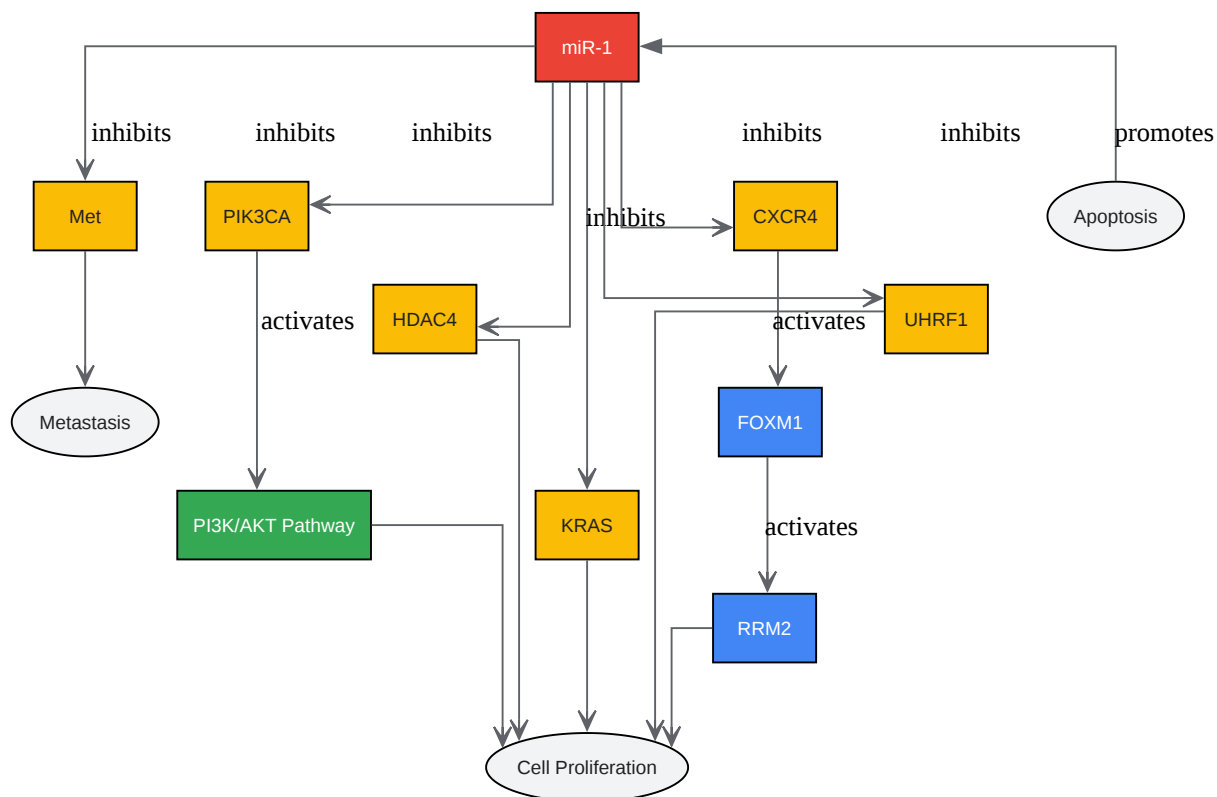 miR-1
inhibits
inhibits
inhibits
inhibits
inhibits
promotes
Met
PIK3CA
inhibits
CXCR4
Apoptosis
activates
HDAC4
activates
UHRF1
Metastasis
FOXM1
PI3K/AKT Pathway
KRAS
activates
RRM2
Cell Proliferation